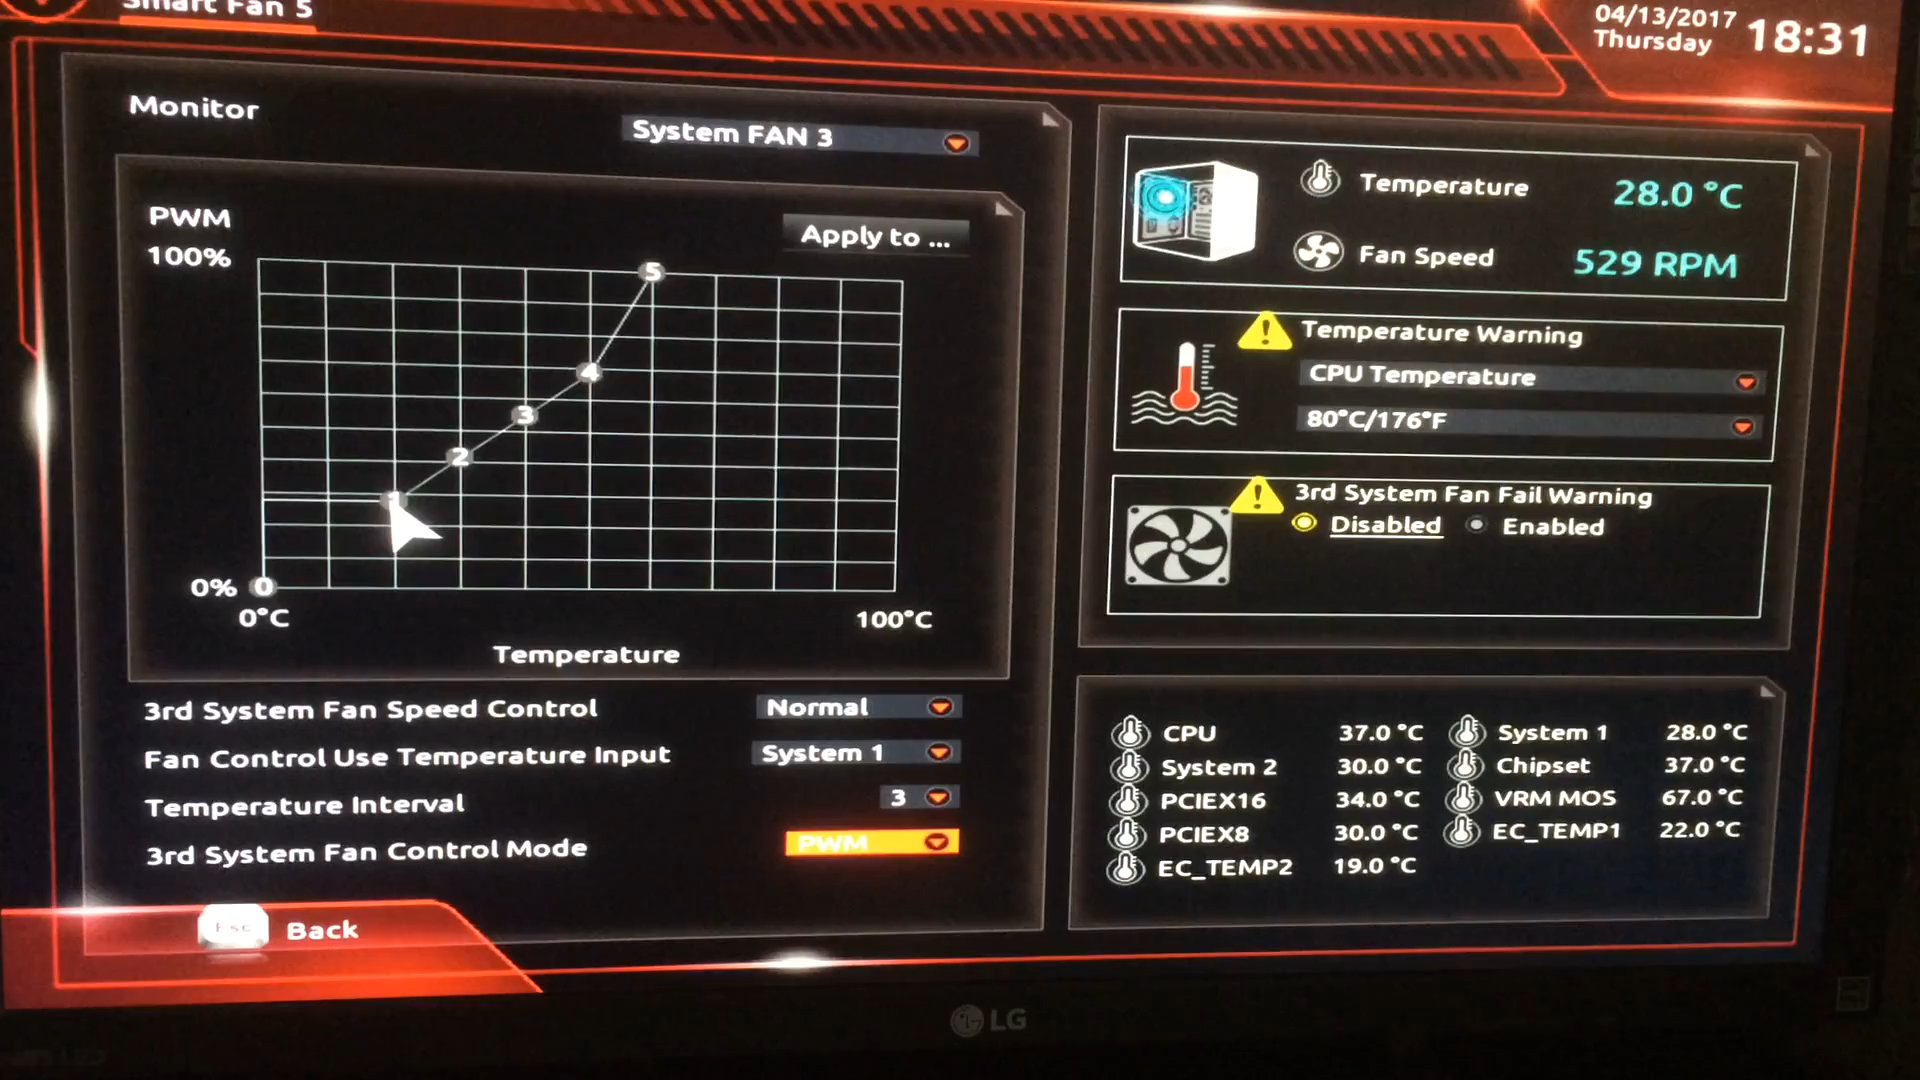 Smart Fan 5
04/13/2017
Thursday
18:31
Monitor
System FAN 3
PWM
100%
Apply to ...
5
4
3
2
1
0%
0
0°C
100°C
Temperature
3rd System Fan Speed Control
Normal
Fan Control Use Temperature Input
System 1
Temperature Interval
3
3rd System Fan Control Mode
PWM
Esc
Back
Temperature
28.0 °C
Fan Speed
529 RPM
Temperature Warning
CPU Temperature
80°C/176°F
3rd System Fan Fail Warning
Disabled
Enabled
CPU 37.0 °C System 1 28.0 °C
System 2 30.0 °C Chipset 37.0 °C
PCIEX16 34.0 °C VRM MOS 67.0 °C
PCIEX8 30.0 °C EC_TEMP1 22.0 °C
EC_TEMP2 19.0 °C
LG